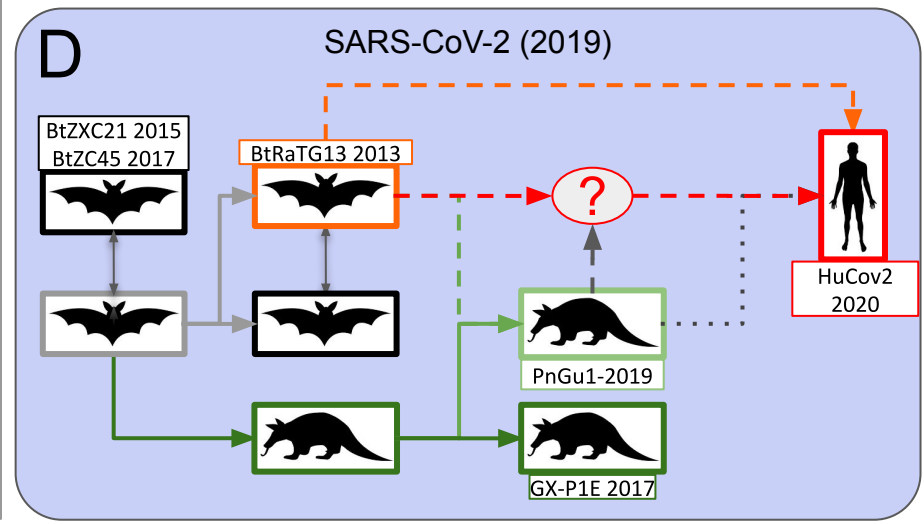 D
SARS-CoV-2 (2019)
BtZXC21 2015
BtZC45 2017
BtRaTG13 2013
?
HuCov2
2020
PnGu1-2019
GX-P1E 2017